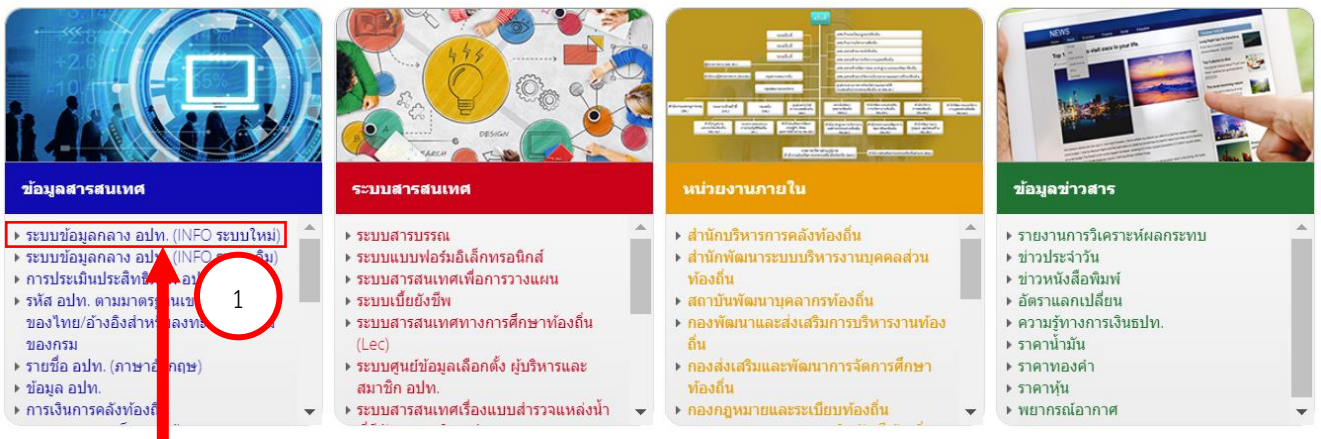 ข้อมูลสารสนเทศ
ระบบข้อมูลกลาง อปท. (INFO ระบบใหม่)
ระบบข้อมูลกลาง อปท. (INFO
การประเมินประสิทธิ
รหัส อปท. ตามมาตรฐาน
ของไทย/อ้างอิงสำหรับลงทะ
ของกรม
รายชื่อ อปท. (ภาษาอังกฤษ)
ข้อมูล อปท.
การเงินการคลังท้องถิ่น
1
DESIGN
ระบบสารสนเทศ
ระบบสารบรรณ
ระบบแบบฟอร์มอิเล็กทรอนิกส์
ระบบสารสนเทศเพื่อการวางแผน
ระบบเบี้ยยังชีพ
ระบบสารสนเทศทางการศึกษาท้องถิ่น
(Lec)
ระบบศูนย์ข้อมูลเลือกตั้ง ผู้บริหารและ
สมาชิก อปท.
ระบบสารสนเทศเรื่องแบบสำรวจแหล่งน้ำ
หน่วยงานภายใน
สำนักบริหารการคลังท้องถิ่น
สำนักพัฒนาระบบบริหารงานบุคคลส่วน
ท้องถิ่น
สถาบันพัฒนาบุคลากรท้องถิ่น
กองพัฒนาและส่งเสริมการบริหารงานท้อง
ถิ่น
กองส่งเสริมและพัฒนาการจัดการศึกษา
ท้องถิ่น
กองกฎหมายและระเบียบท้องถิ่น
NEWS
ข้อมูลข่าวสาร
รายงานการวิเคราะห์ผลกระทบ
ข่าวประจำวัน
ข่าวหนังสือพิมพ์
อัตราแลกเปลี่ยน
ความรู้ทางการเงินธปท.
ราคาน้ำมัน
ราคาทองคำ
ราคาหุ้น
พยากรณ์อากาศ